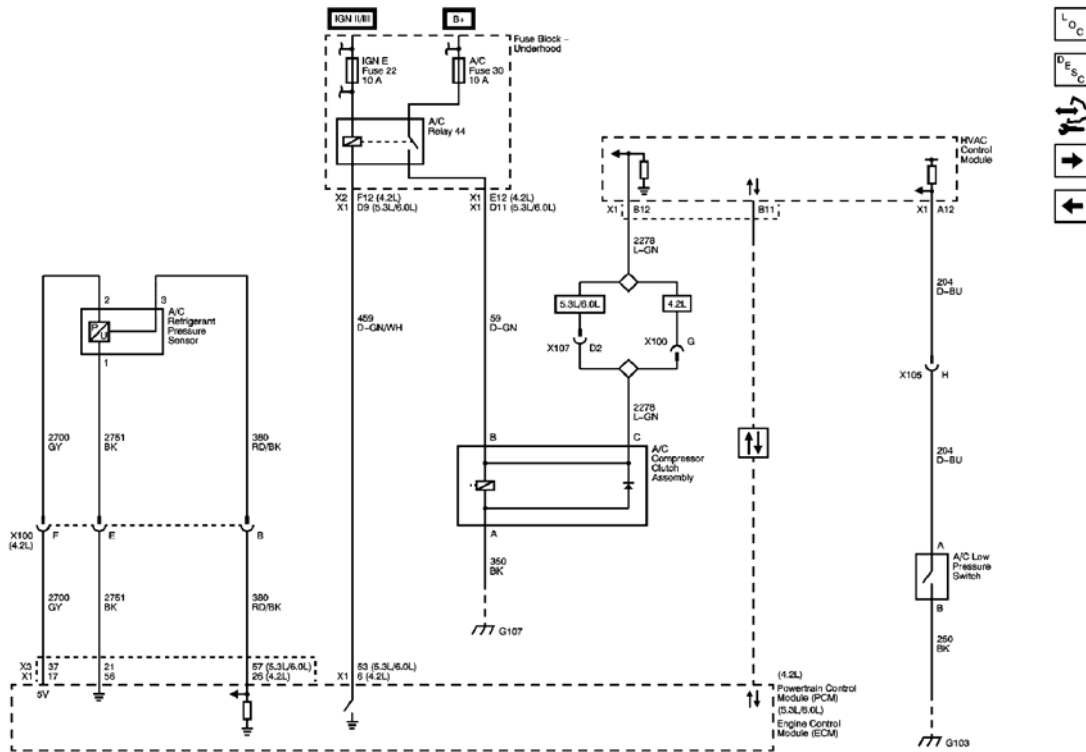 IGN II/III
B+
Fuse Block –
Underhood
IGN E
Fuse 22
10 A
A/C
Fuse 30
10 A
A/C
Relay 44
X2 F12 (4.2L)
X1 D9 (5.3L/6.0L)
X1 E12 (4.2L)
X1 D11 (5.3L/6.0L)
L O C
D E S C
HVAC
Control
Module
X1 B12
B11
X1 A12
2278
L-GN
204
D-BU
5.3L/6.0L
4.2L
X107 D2
X100 G
2278
L-GN
X105 H
204
D-BU
2
3
A/C
Refrigerant
Pressure
Sensor
P
U
1
459
D-GN/WH
59
D-GN
2700
GY
2751
BK
380
RD/BK
B
C
A/C
Compressor
Clutch
Assembly
A
350
BK
G107
X100
(4.2L)
F
E
B
2700
GY
2751
BK
380
RD/BK
A
A/C Low
Pressure
Switch
B
250
BK
G103
X3 37
X1 17
21
56
57 (5.3L/6.0L)
26 (4.2L)
53 (5.3L/6.0L)
X1 6 (4.2L)
5V
(4.2L)
Powertrain Control
Module (PCM)
(5.3L/6.0L)
Engine Control
Module (ECM)